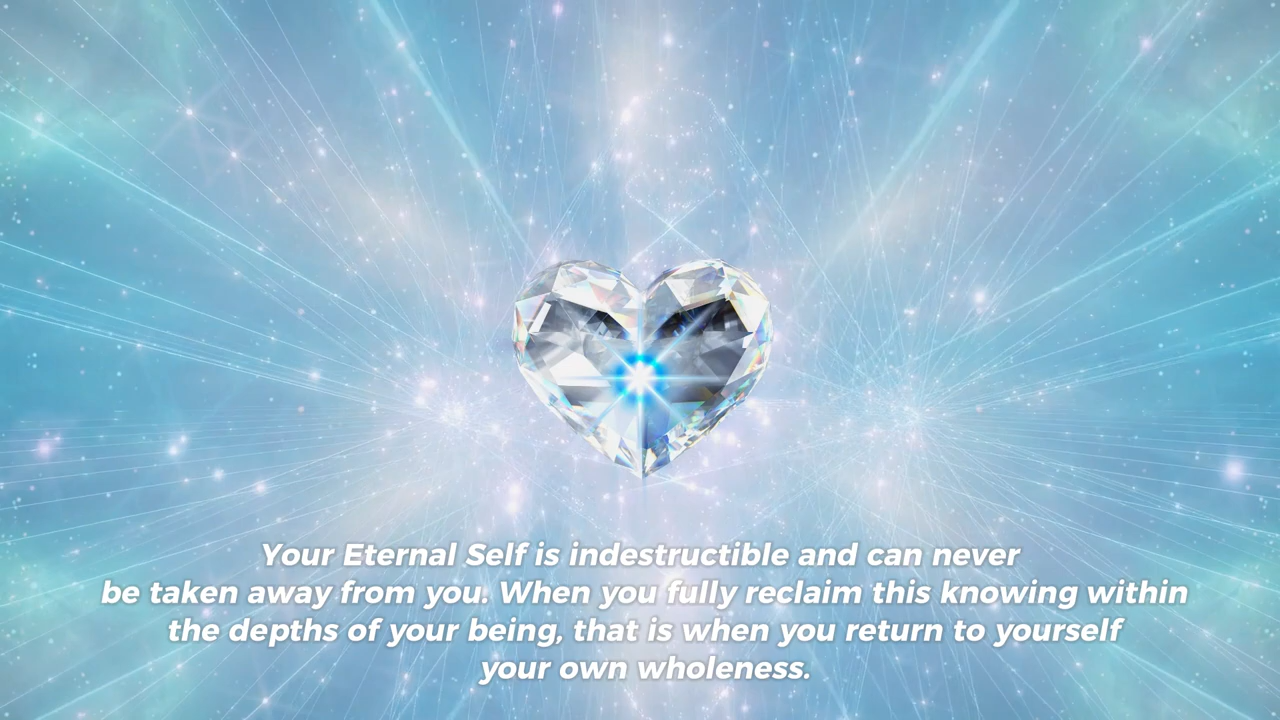 Your Eternal Self is indestructible and can never
be taken away from you. When you fully reclaim this knowing within
the depths of your being, that is when you return to yourself
your own wholeness.